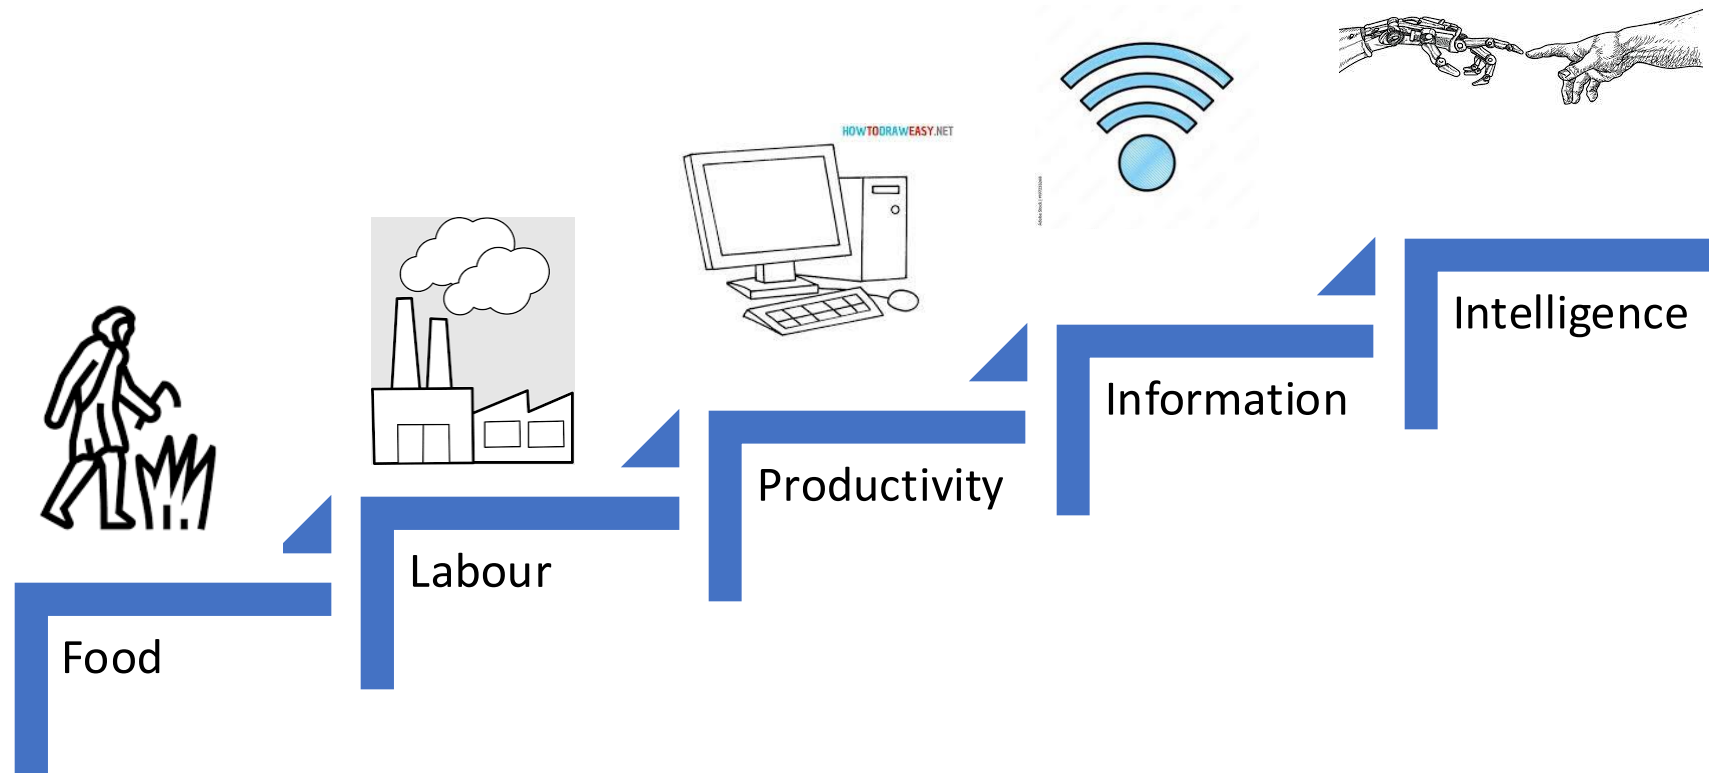 HOWTODRAWEASY.NET
Intelligence
Information
Productivity
Labour
Food